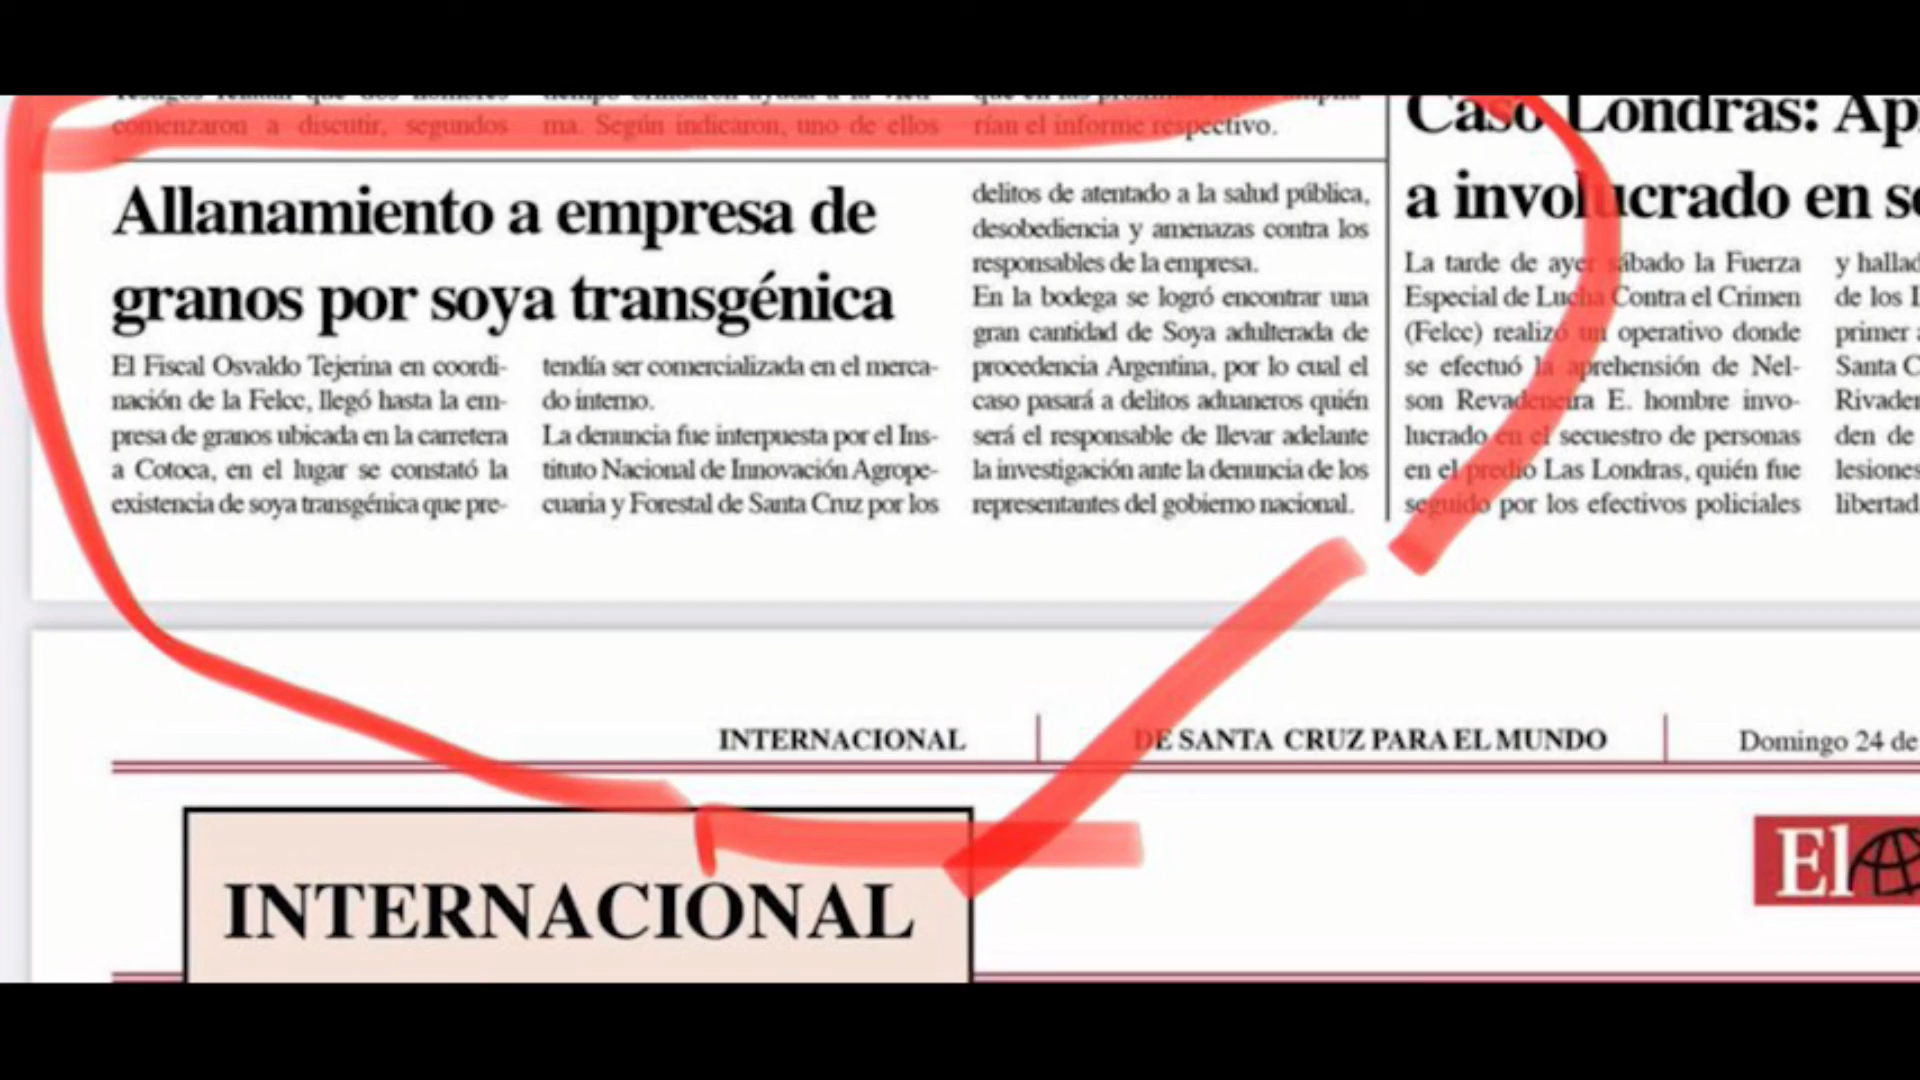 comenzaron a discutir, segundos
ma. Según indicaron, uno de ellos
rían el informe respectivo.
Allanamiento a empresa de
granos por soya transgénica
El Fiscal Osvaldo Tejerina en coordi-
nación de la Felcc, llegó hasta la em-
presa de granos ubicada en la carretera
a Cotoca, en el lugar se constató la
existencia de soya transgénica que pre-
tendía ser comercializada en el merca-
do interno.
La denuncia fue interpuesta por el Ins-
tituto Nacional de Innovación Agrope-
cuaria y Forestal de Santa Cruz por los
delitos de atentado a la salud pública,
desobediencia y amenazas contra los
responsables de la empresa.
En la bodega se logró encontrar una
gran cantidad de Soya adulterada de
procedencia Argentina, por lo cual el
caso pasará a delitos aduaneros quién
será el responsable de llevar adelante
la investigación ante la denuncia de los
representantes del gobierno nacional.
Caso Londras: Ap
a involucrado en se
La tarde de ayer sábado la Fuerza
Especial de Lucha Contra el Crimen
(Felcc) realizó un operativo donde
se efectuó la aprehensión de Nel-
son Revadeneira E. hombre invo-
lucrado en el secuestro de personas
en el predio Las Londras, quién fue
seguido por los efectivos policiales
y hallad
de los
primer a
Santa C
Rivaden
den de
lesiones
libertad
INTERNACIONAL
DE SANTA CRUZ PARA EL MUNDO
Domingo 24 de
INTERNACIONAL
El